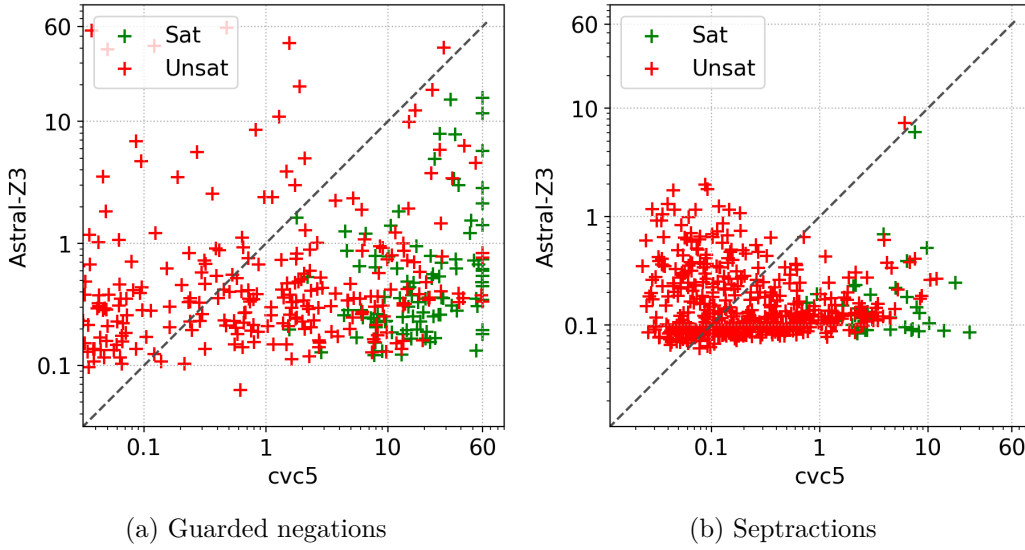 60
10
1
0.1
Astral-Z3
Sat
Unsat
0.1
1
10
60
cvc5
(a) Guarded negations
60
10
1
0.1
Astral-Z3
Sat
Unsat
0.1
1
10
60
cvc5
(b) Septractions